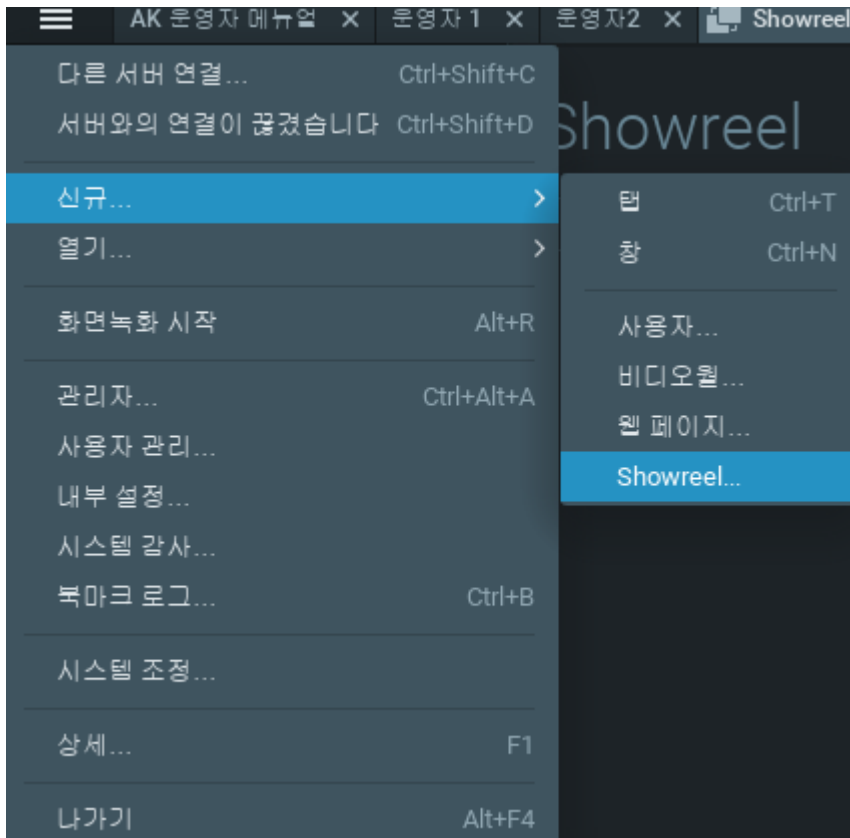 AK 운영자 메뉴얼 × 운영자 1 × 운영자2 × Showreel
다른 서버 연결... Ctrl+Shift+C
서버와의 연결이 끊겼습니다 Ctrl+Shift+D
Showreel
신규... >
열기... >
화면녹화 시작 Alt+R
관리자... Ctrl+Alt+A
사용자 관리...
내부 설정...
시스템 감사...
북마크 로그... Ctrl+B
시스템 조정...
상세... F1
나가기 Alt+F4
탭 Ctrl+T
창 Ctrl+N
사용자...
비디오월...
웹 페이지...
Showreel...